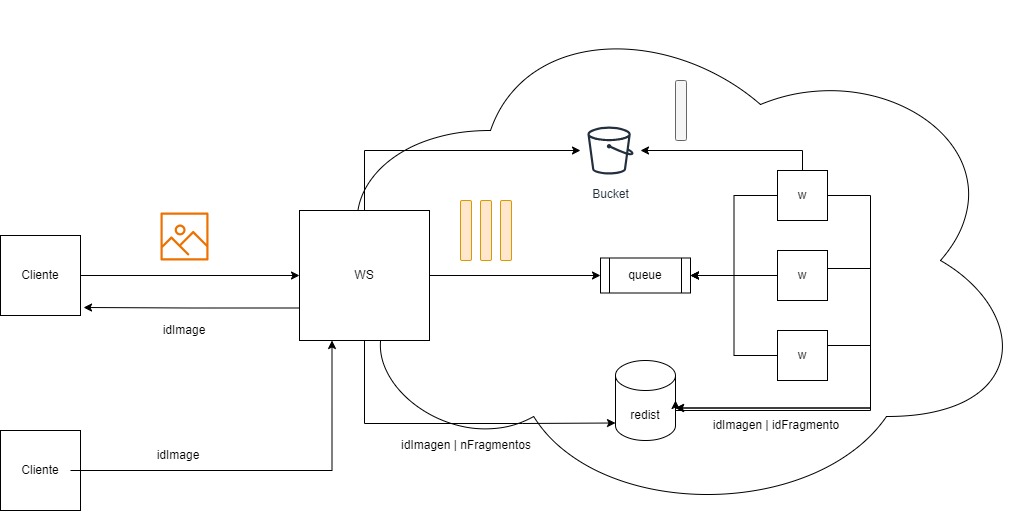 Bucket
w
Cliente
WS
queue
w
idImage
w
redist
idImagen | idFragmento
idImagen | nFragmentos
idImage
Cliente